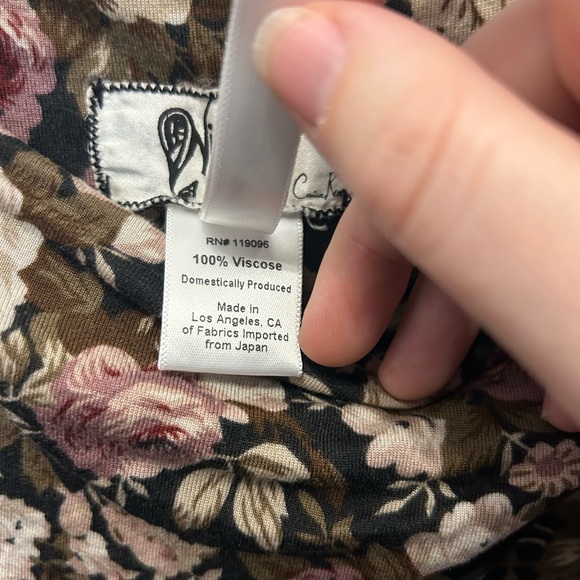 RN# 119096
100% Viscose
Domestically Produced
Made in
Los Angeles, CA
of Fabrics Imported
from Japan